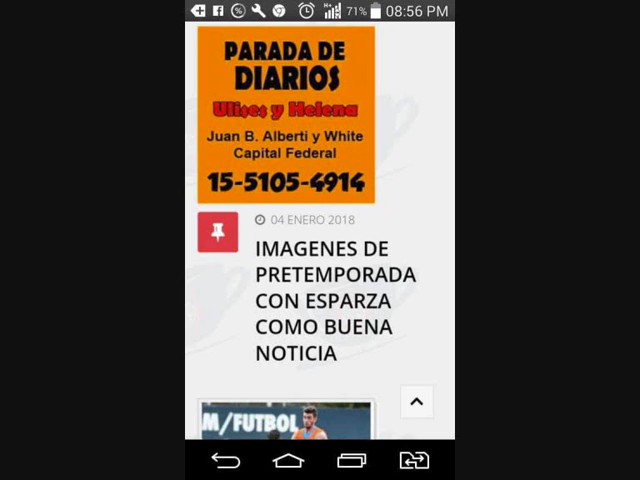 71% 08:56 PM
PARADA DE
DIARIOS
Ulises y Helena
Juan B. Alberti y White
Capital Federal
15-5105-4914
04 ENERO 2018
IMAGENES DE
PRETEMPORADA
CON ESPARZA
COMO BUENA
NOTICIA
M/FUTBOL